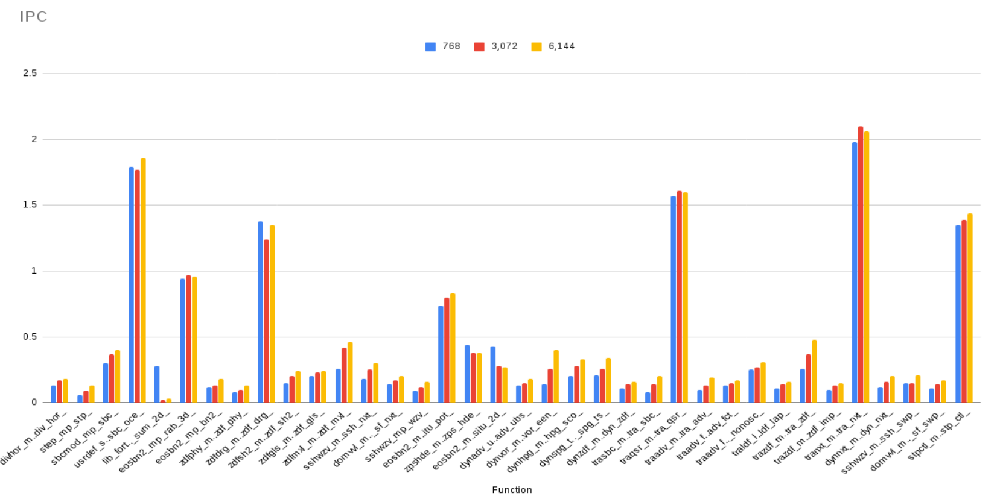 IPC
768 3,072 6,144
2.5
2
1.5
1
0.5
0
divhor_m..div_hor_
step_mp_stp_
sbcmod_mp_sbc_
usrdef_s..sbc_oce_
lib_fort.._sum_2d_
eosbn2_mp_rab_3d_
eosbn2_mp_bn2_
zdfphy_m..zdf_phy_
zdfdrg_m..zdf_drg_
zdfsh2_m..zdf_sh2_
zdfgls_m..zdf_gls_
zdfmxl_m..zdf_mxl_
sshwzv_m..ssh_nxt_
domvvl_m.._sf_nxt_
sshwzv_mp_wzv_
eosbn2_m..itu_pot_
zpshde_m..zps_hde_
eosbn2_m..situ_2d_
dynadv_u..adv_ubs_
dynvor_m..vor_een_
dynhpg_m..hpg_sco_
dynspg_t.._spg_ts_
dynzdf_m..dyn_zdf_
trasbc_m..tra_sbc_
traqsr_m..tra_qsr_
traadv_m..tra_adv_
traadv_f..adv_fct_
traadv_f.._nonosc_
traldf_l..ldf_lap_
trazdf_m..tra_zdf_
trazdf_m..zdf_imp_
tranxt_m..tra_nxt_
dynnxt_m..dyn_nxt_
sshwzv_m..ssh_swp_
domvvl_m.._sf_swp_
stpctl_m..stp_ctl_
Function